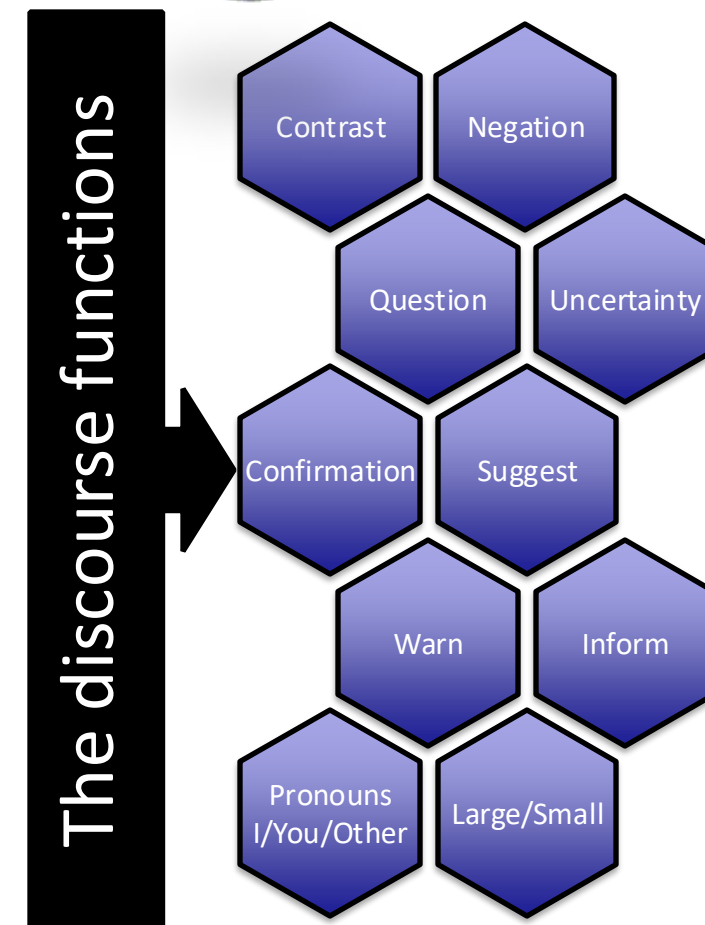 The discourse functions
Contrast
Negation
Question
Uncertainty
Confirmation
Suggest
Warn
Inform
Pronouns
I/You/Other
Large/Small